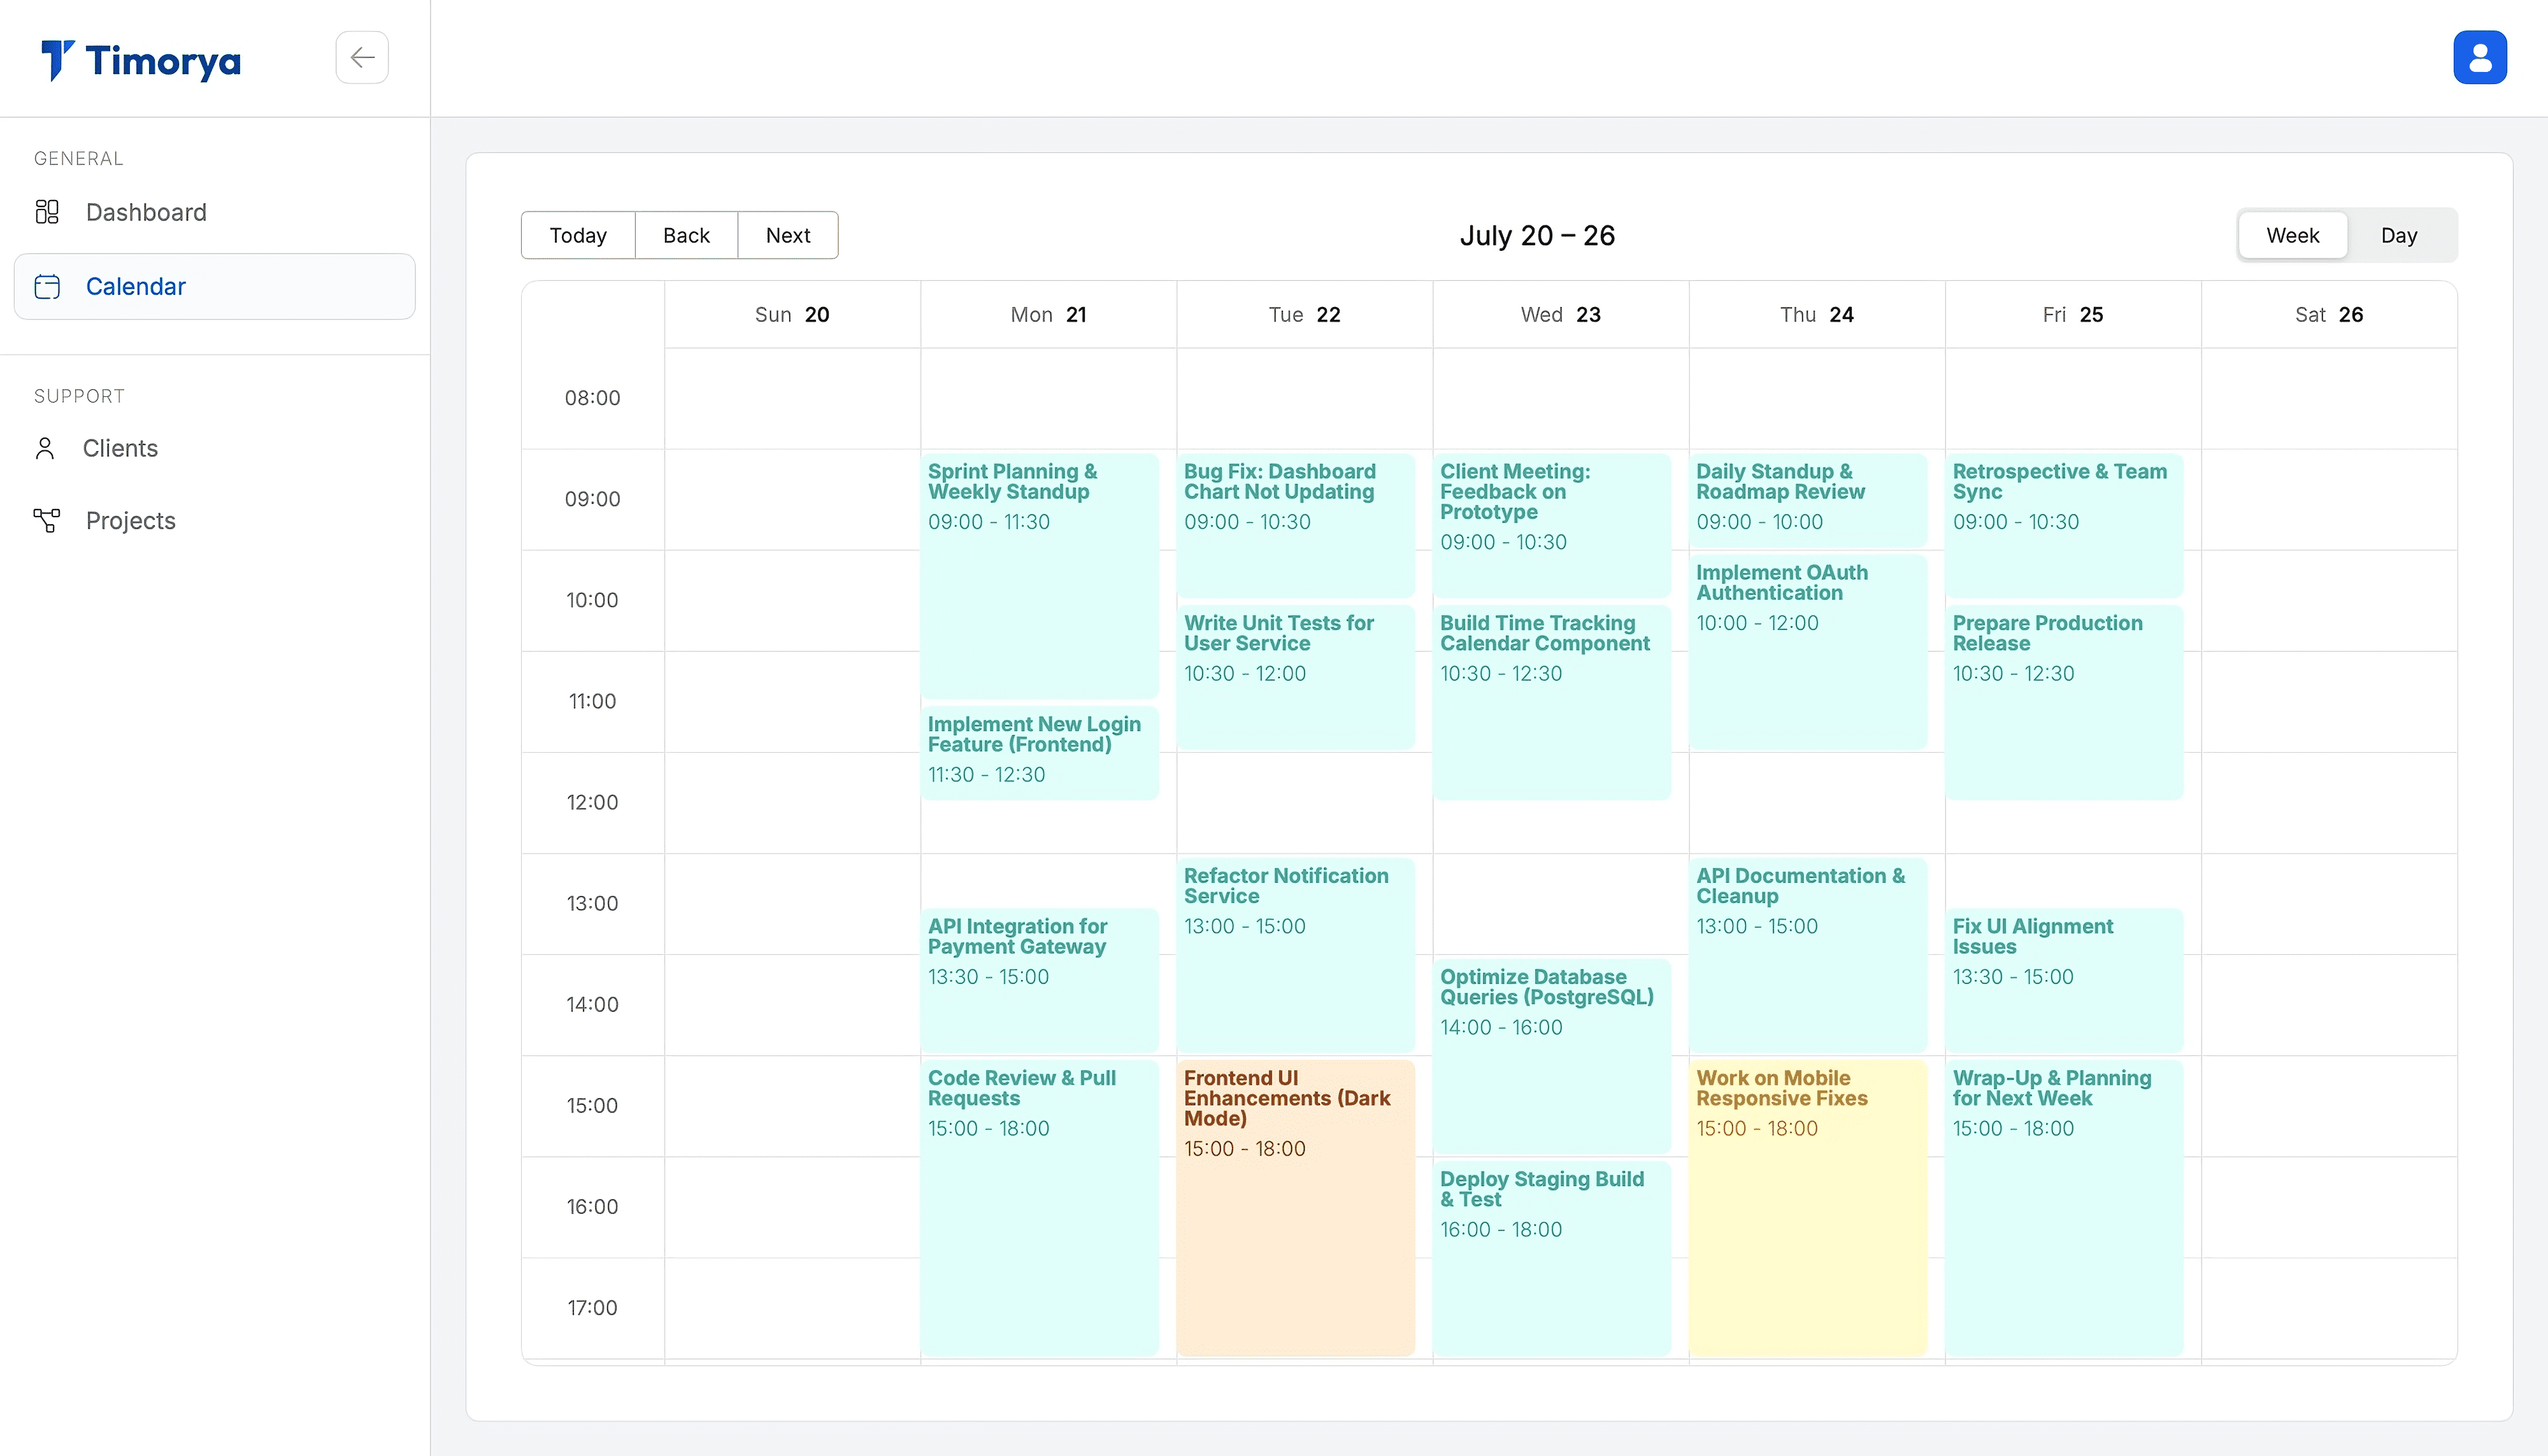 Timorya
GENERAL
Dashboard
Calendar
SUPPORT
Clients
Projects
Today
Back
Next
July 20 – 26
Week
Day
Sun 20
Mon 21
Tue 22
Wed 23
Thu 24
Fri 25
Sat 26
08:00
09:00
10:00
11:00
12:00
13:00
14:00
15:00
16:00
17:00
Sprint Planning &
Weekly Standup
09:00 - 11:30
Implement New Login
Feature (Frontend)
11:30 - 12:30
API Integration for
Payment Gateway
13:30 - 15:00
Code Review & Pull
Requests
15:00 - 18:00
Bug Fix: Dashboard
Chart Not Updating
09:00 - 10:30
Write Unit Tests for
User Service
10:30 - 12:00
Refactor Notification
Service
13:00 - 15:00
Frontend UI
Enhancements (Dark
Mode)
15:00 - 18:00
Client Meeting:
Feedback on
Prototype
09:00 - 10:30
Build Time Tracking
Calendar Component
10:30 - 12:30
Optimize Database
Queries (PostgreSQL)
14:00 - 16:00
Deploy Staging Build
& Test
16:00 - 18:00
Daily Standup &
Roadmap Review
09:00 - 10:00
Implement OAuth
Authentication
10:00 - 12:00
API Documentation &
Cleanup
13:00 - 15:00
Work on Mobile
Responsive Fixes
15:00 - 18:00
Retrospective & Team
Sync
09:00 - 10:30
Prepare Production
Release
10:30 - 12:30
Fix UI Alignment
Issues
13:30 - 15:00
Wrap-Up & Planning
for Next Week
15:00 - 18:00